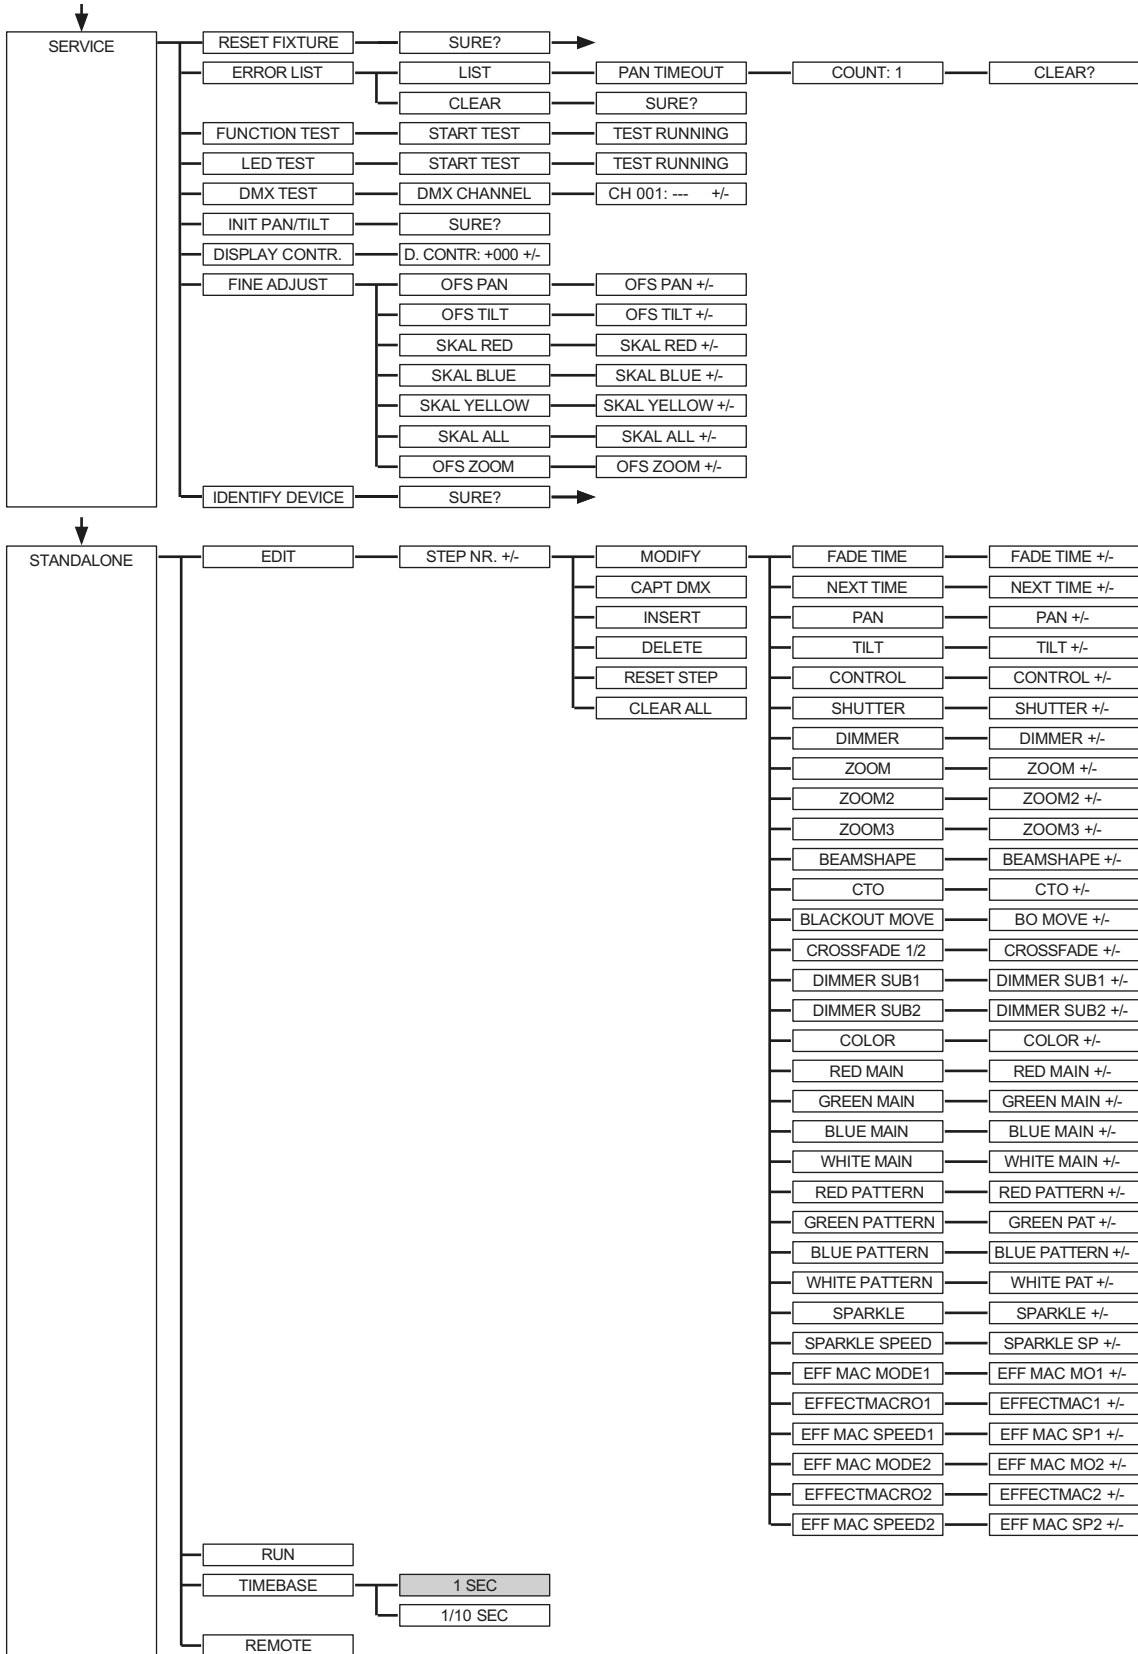 SERVICE RESET FIXTURE SURE?
ERROR LIST LIST PAN TIMEOUT COUNT: 1 CLEAR?
CLEAR SURE?
FUNCTION TEST START TEST TEST RUNNING
LED TEST START TEST TEST RUNNING
DMX TEST DMX CHANNEL CH 001: --- +/-
INIT PAN/TILT SURE?
DISPLAY CONTR. D. CONTR: +000 +/-
FINE ADJUST OFS PAN OFS PAN +/-
OFS TILT OFS TILT +/-
SKAL RED SKAL RED +/-
SKAL BLUE SKAL BLUE +/-
SKAL YELLOW SKAL YELLOW +/-
SKAL ALL SKAL ALL +/-
OFS ZOOM OFS ZOOM +/-
IDENTIFY DEVICE SURE?
STANDALONE EDIT STEP NR. +/- MODIFY FADE TIME FADE TIME +/-
CAPT DMX NEXT TIME NEXT TIME +/-
INSERT PAN PAN +/-
DELETE TILT TILT +/-
RESET STEP CONTROL CONTROL +/-
CLEAR ALL SHUTTER SHUTTER +/-
DIMMER DIMMER +/-
ZOOM ZOOM +/-
ZOOM2 ZOOM2 +/-
ZOOM3 ZOOM3 +/-
BEAMSHAPE BEAMSHAPE +/-
CTO CTO +/-
BLACKOUT MOVE BO MOVE +/-
CROSSFADE 1/2 CROSSFADE +/-
DIMMER SUB1 DIMMER SUB1 +/-
DIMMER SUB2 DIMMER SUB2 +/-
COLOR COLOR +/-
RED MAIN RED MAIN +/-
GREEN MAIN GREEN MAIN +/-
BLUE MAIN BLUE MAIN +/-
WHITE MAIN WHITE MAIN +/-
RED PATTERN RED PATTERN +/-
GREEN PATTERN GREEN PAT +/-
BLUE PATTERN BLUE PATTERN +/-
WHITE PATTERN WHITE PAT +/-
SPARKLE SPARKLE +/-
SPARKLE SPEED SPARKLE SP +/-
EFF MAC MODE1 EFF MAC MO1 +/-
EFFECTMACRO1 EFFECTMAC1 +/-
EFF MAC SPEED1 EFF MAC SP1 +/-
EFF MAC MODE2 EFF MAC MO2 +/-
EFFECTMACRO2 EFFECTMAC2 +/-
EFF MAC SPEED2 EFF MAC SP2 +/-
RUN
TIMEBASE 1 SEC
1/10 SEC
REMOTE